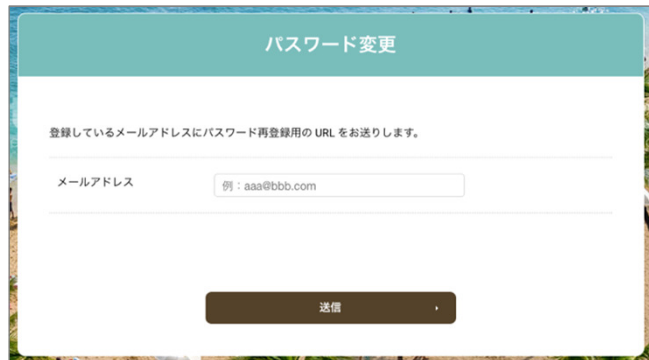 パスワード変更
登録しているメールアドレスにパスワード再登録用の URL をお送りします。
メールアドレス
例：aaa@bbb.com
送信